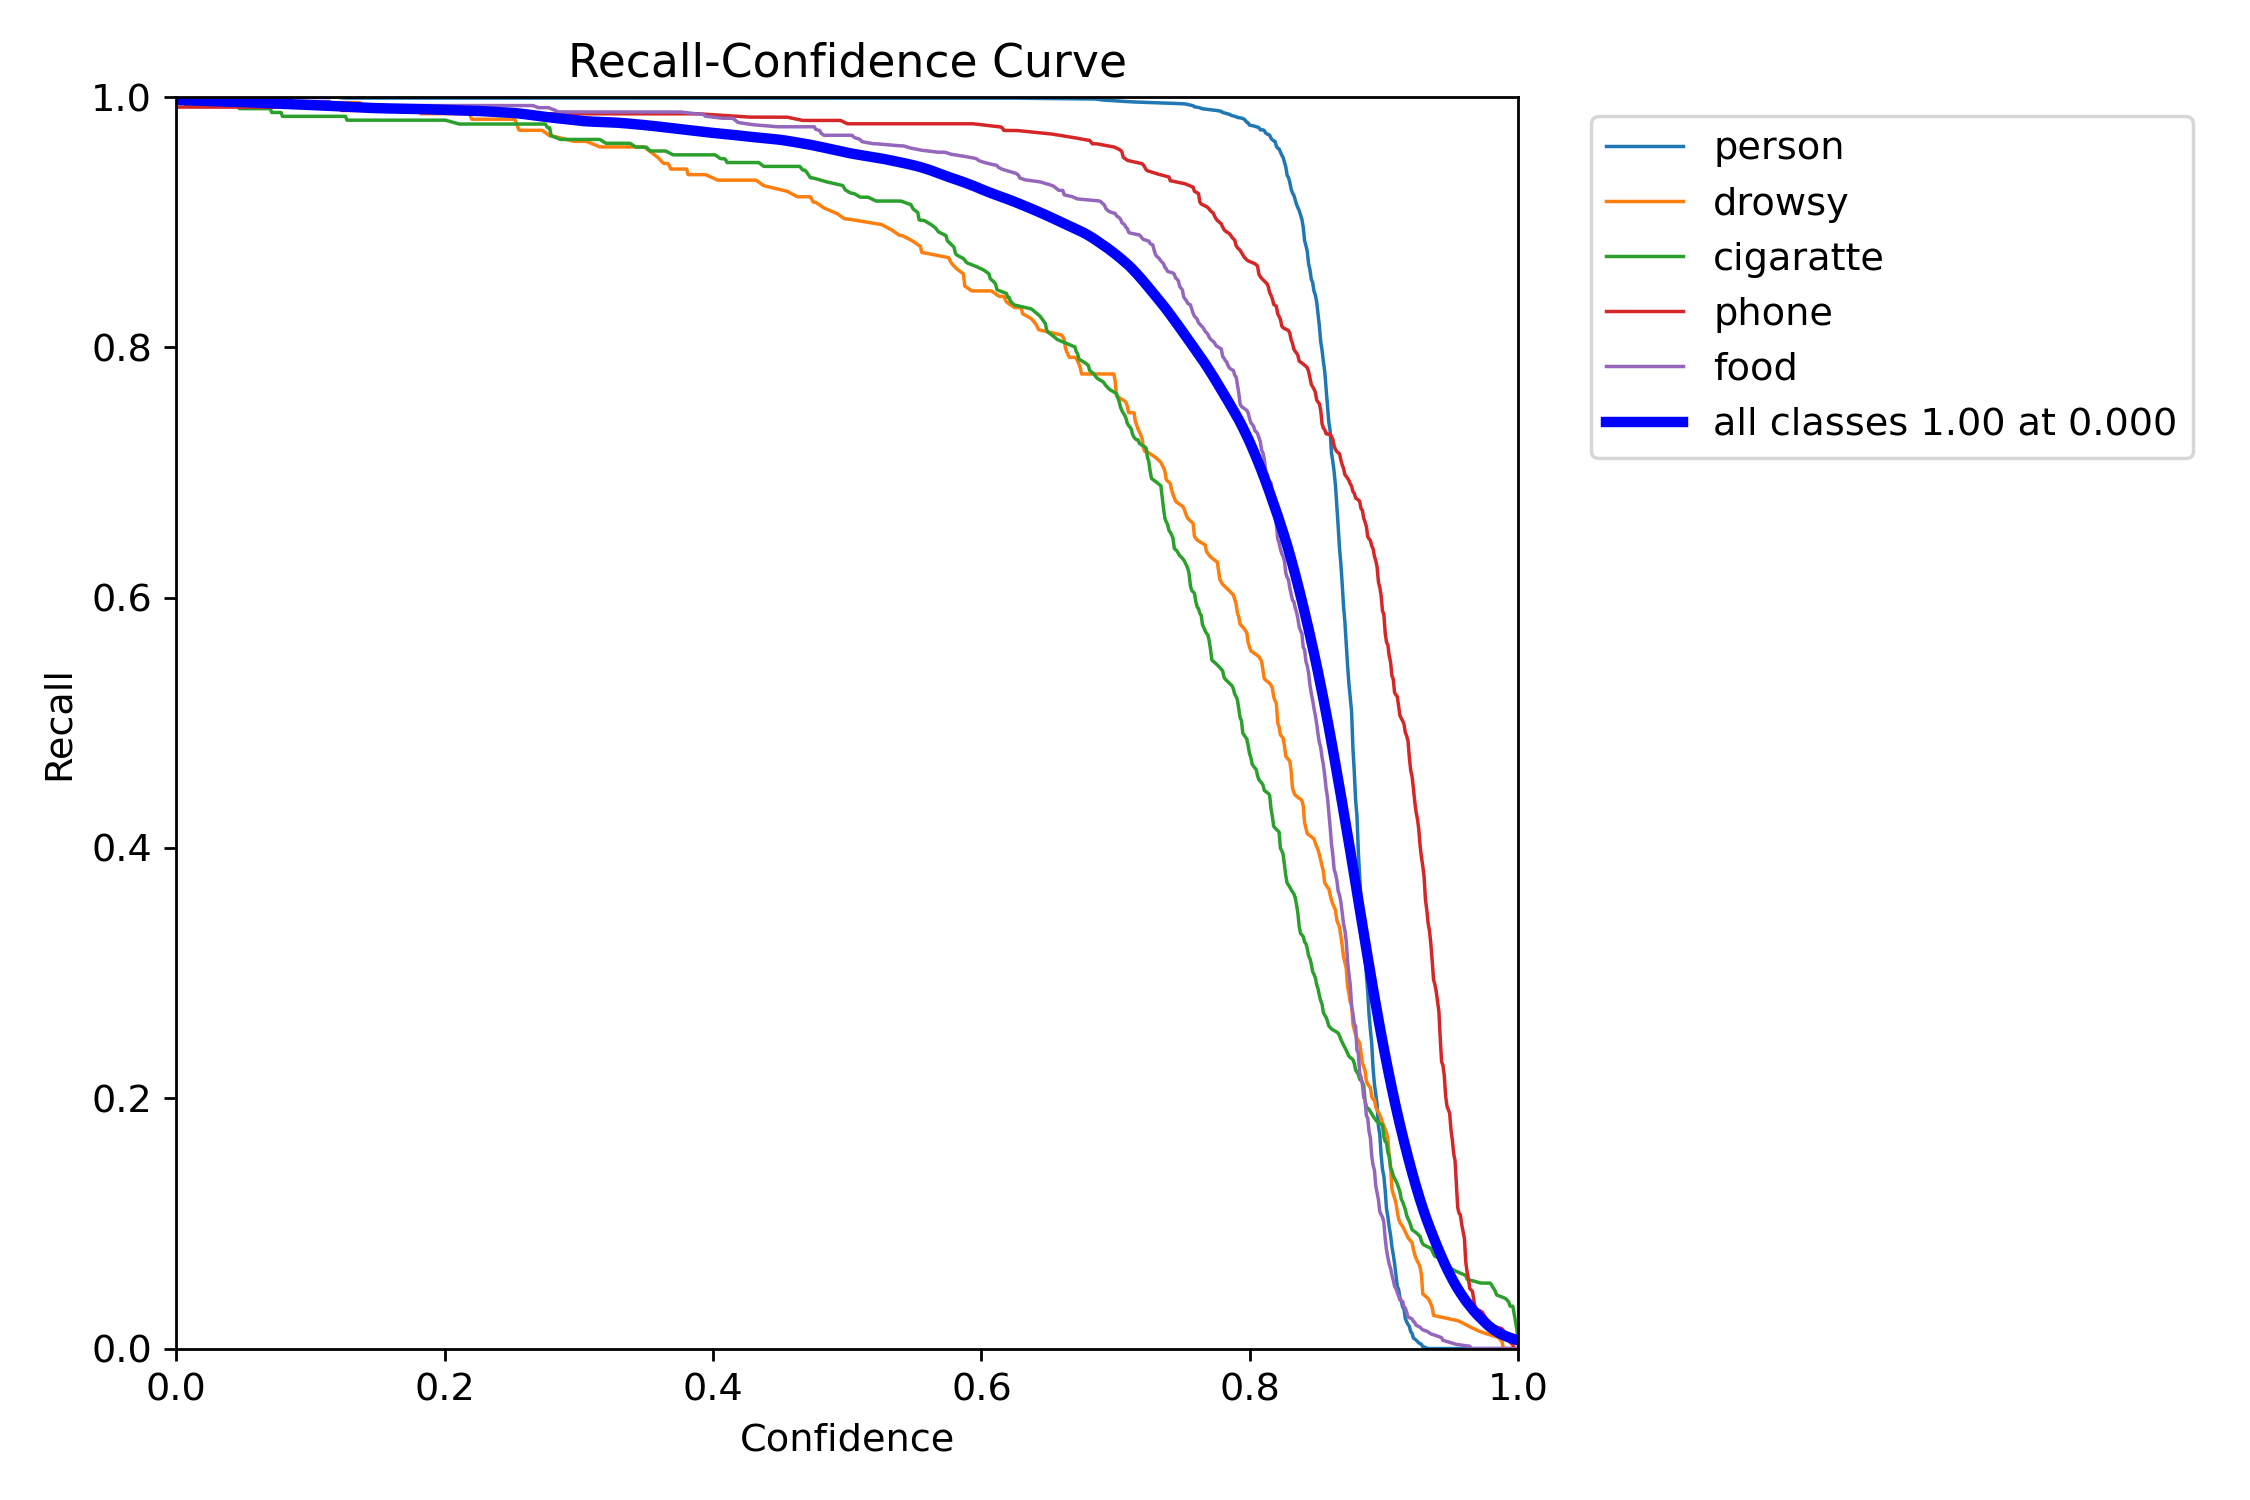 Recall-Confidence Curve
1.0
0.8
0.6
0.4
0.2
0.0
Recall
0.0 0.2 0.4 0.6 0.8 1.0
Confidence
person
drowsy
cigaratte
phone
food
all classes 1.00 at 0.000